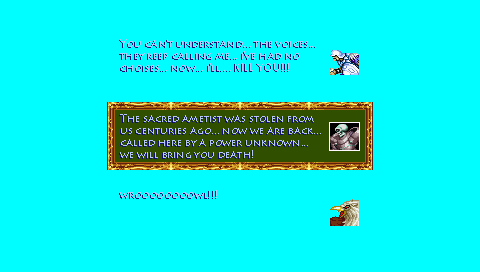 You can't understand... the voices...
they keep calling me... I've had no
choises... now... I'll.... KILL YOU!!!
The sacred Ametist was stolen from
us centuries ago... now we are back...
called here by a power unknown...
we will bring you death!
wroooooooowl!!!